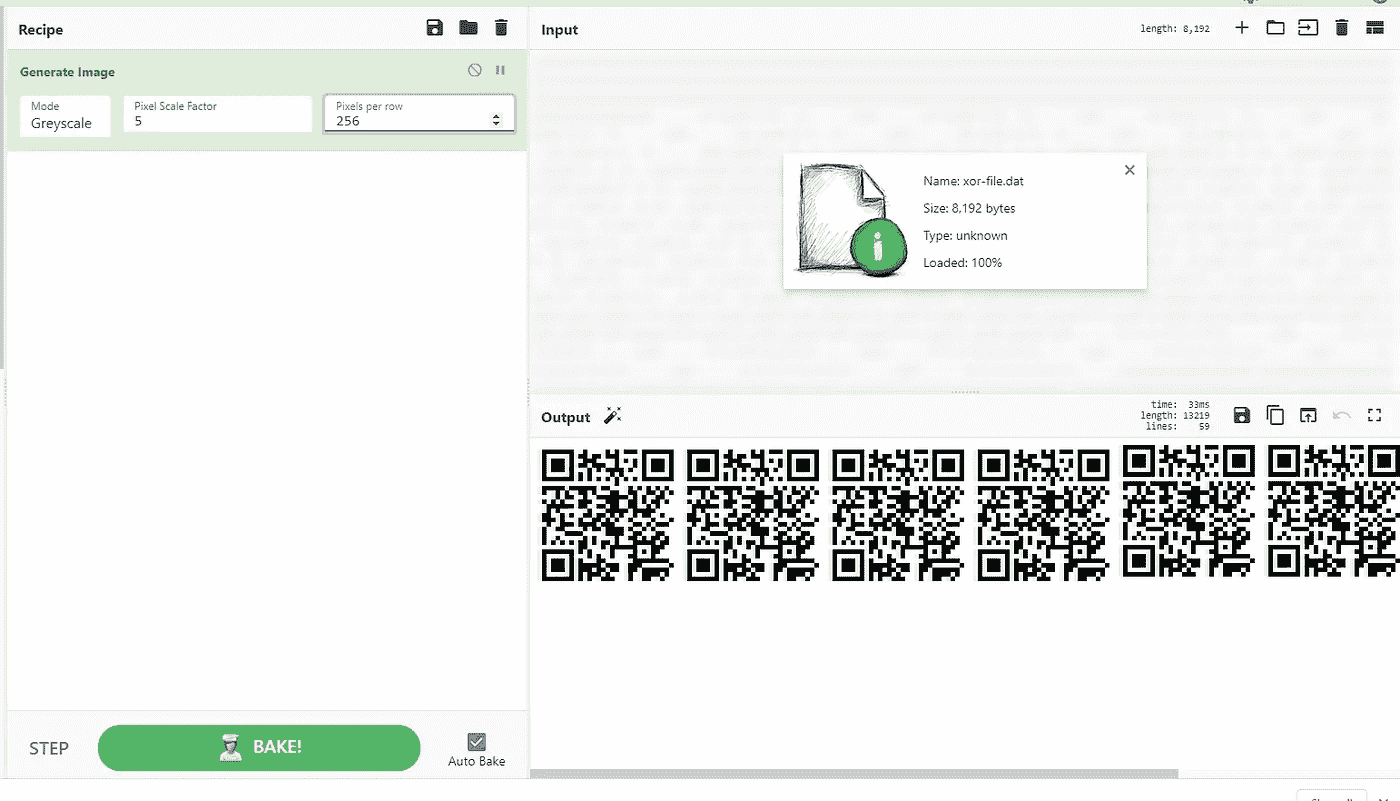 Recipe
Input
length: 8,192
Generate Image
Mode
Greyscale
Pixel Scale Factor
5
Pixels per row
256
Name: xor-file.dat
Size: 8,192 bytes
Type: unknown
Loaded: 100%
Output
time: 33ms
length: 13219
lines: 59
STEP
BAKE!
Auto Bake